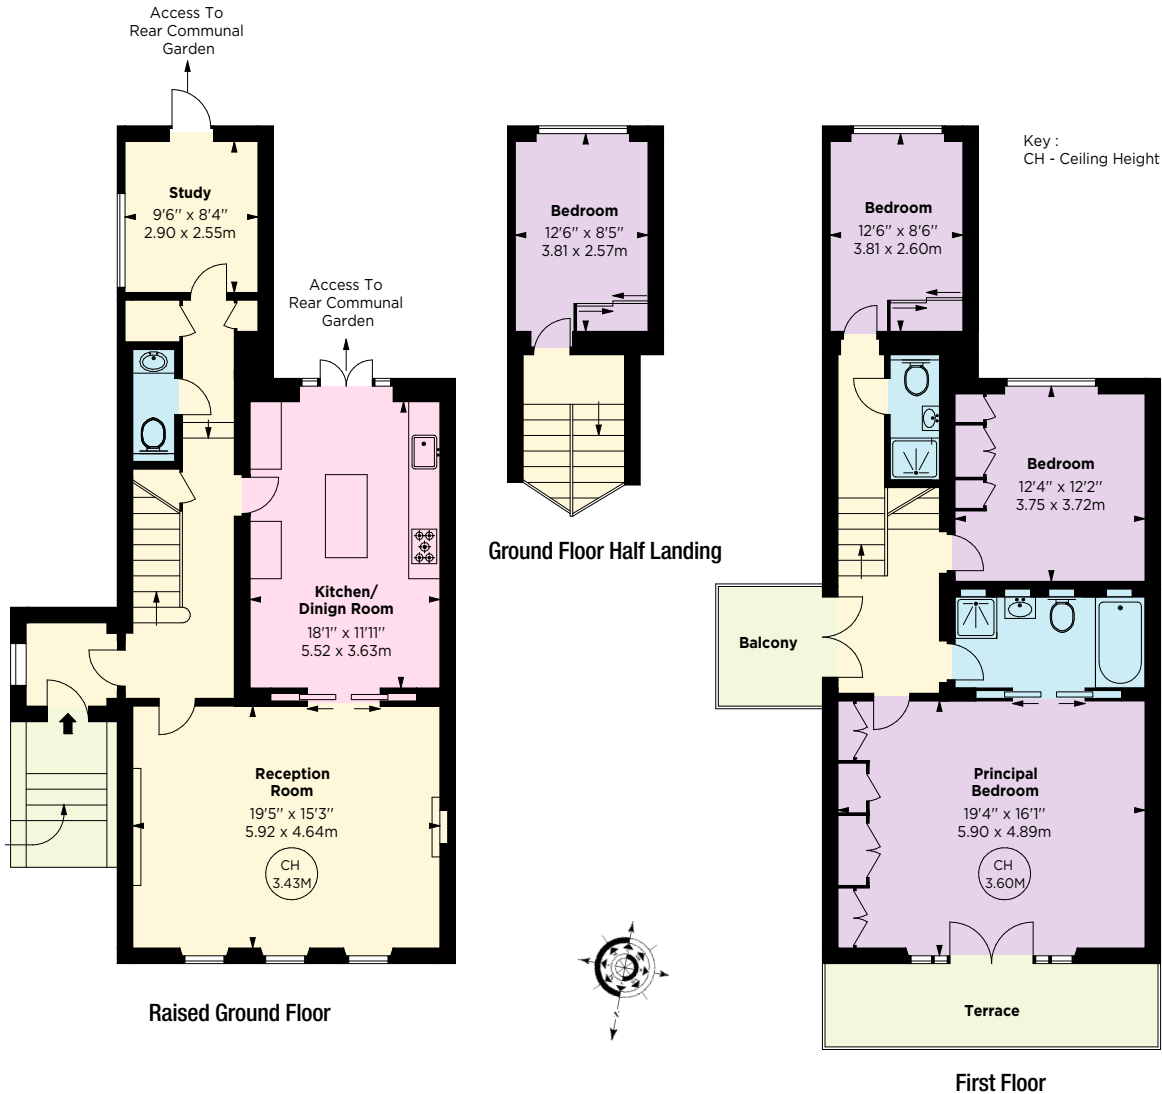 Access To
Rear Communal
Garden
Study
9'6'' x 8'4''
2.90 x 2.55m
Access To
Rear Communal
Garden
Kitchen/
Dinign Room
18'1'' x 11'11''
5.52 x 3.63m
Reception
Room
19'5'' x 15'3''
5.92 x 4.64m
CH
3.43M
Raised Ground Floor
Bedroom
12'6'' x 8'5''
3.81 x 2.57m
Ground Floor Half Landing
N
Key :
CH - Ceiling Height
Bedroom
12'6'' x 8'6''
3.81 x 2.60m
Bedroom
12'4'' x 12'2''
3.75 x 3.72m
Balcony
Principal
Bedroom
19'4'' x 16'1''
5.90 x 4.89m
CH
3.60M
Terrace
First Floor